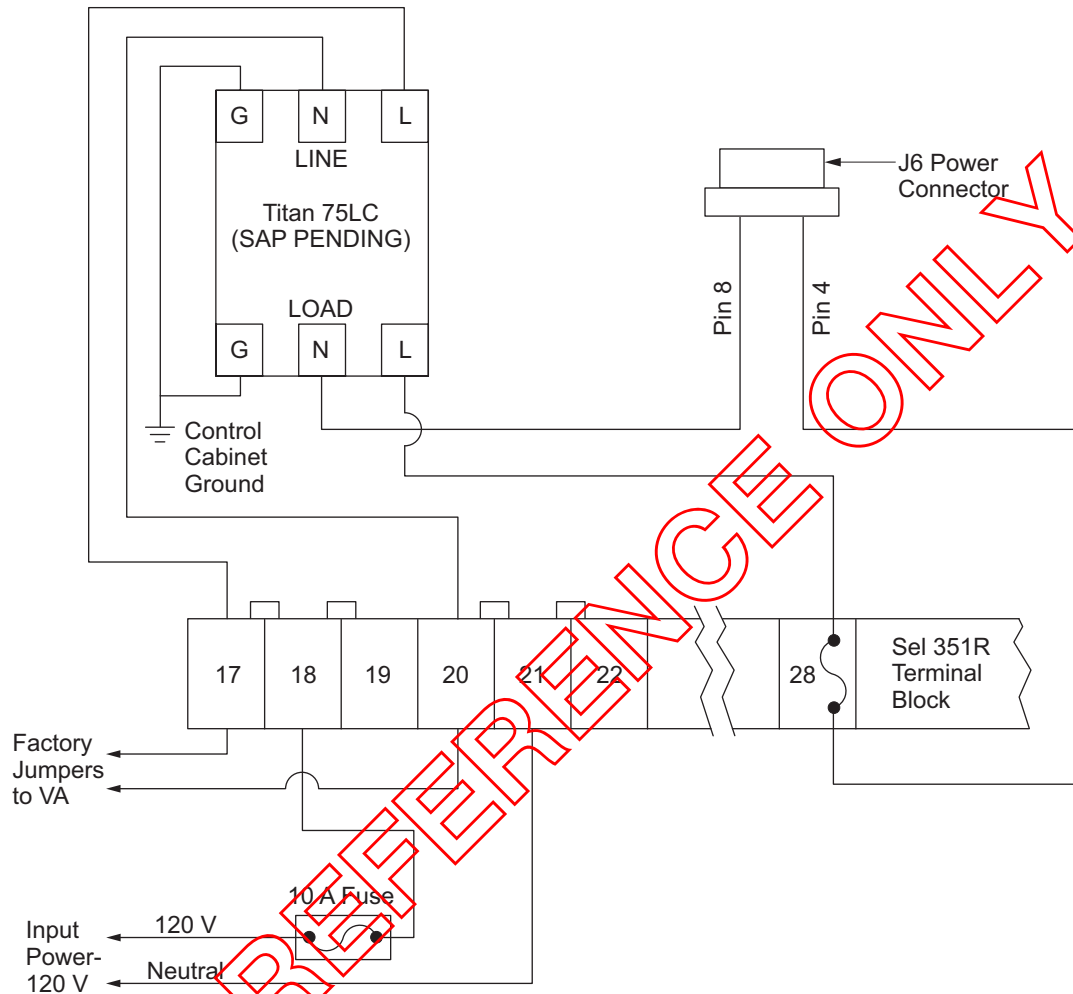 G N L
LINE
Titan 75LC
(SAP PENDING)
LOAD
G N L
J6 Power
Connector
Pin 8
Pin 4
Control
Cabinet
Ground
17 18 19 20 21 22 28
Sel 351R
Terminal
Block
Factory
Jumpers
to VA
10 A Fuse
120 V
Input
Power-
120 V
Neutral
REFERENCE ONLY